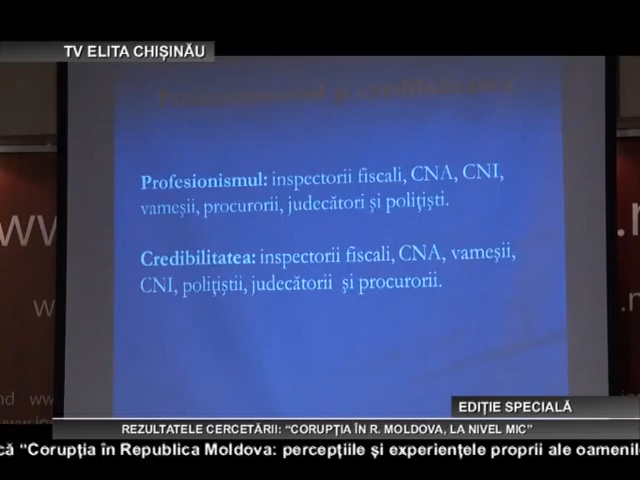 TV ELITA CHIȘINĂU
Profesionismul: inspectorii fiscali, CNA, CNI,
vameșii, procurorii, judecători și polițiști.
Credibilitatea: inspectorii fiscali, CNA, vameșii,
CNI, polițiștii, judecătorii și procurorii.
EDIȚIE SPECIALĂ
REZULTATELE CERCETĂRII: “CORUPȚIA ÎN R. MOLDOVA, LA NIVEL MIC”
că “Corupția în Republica Moldova: percepțiile și experiențele proprii ale oamenil